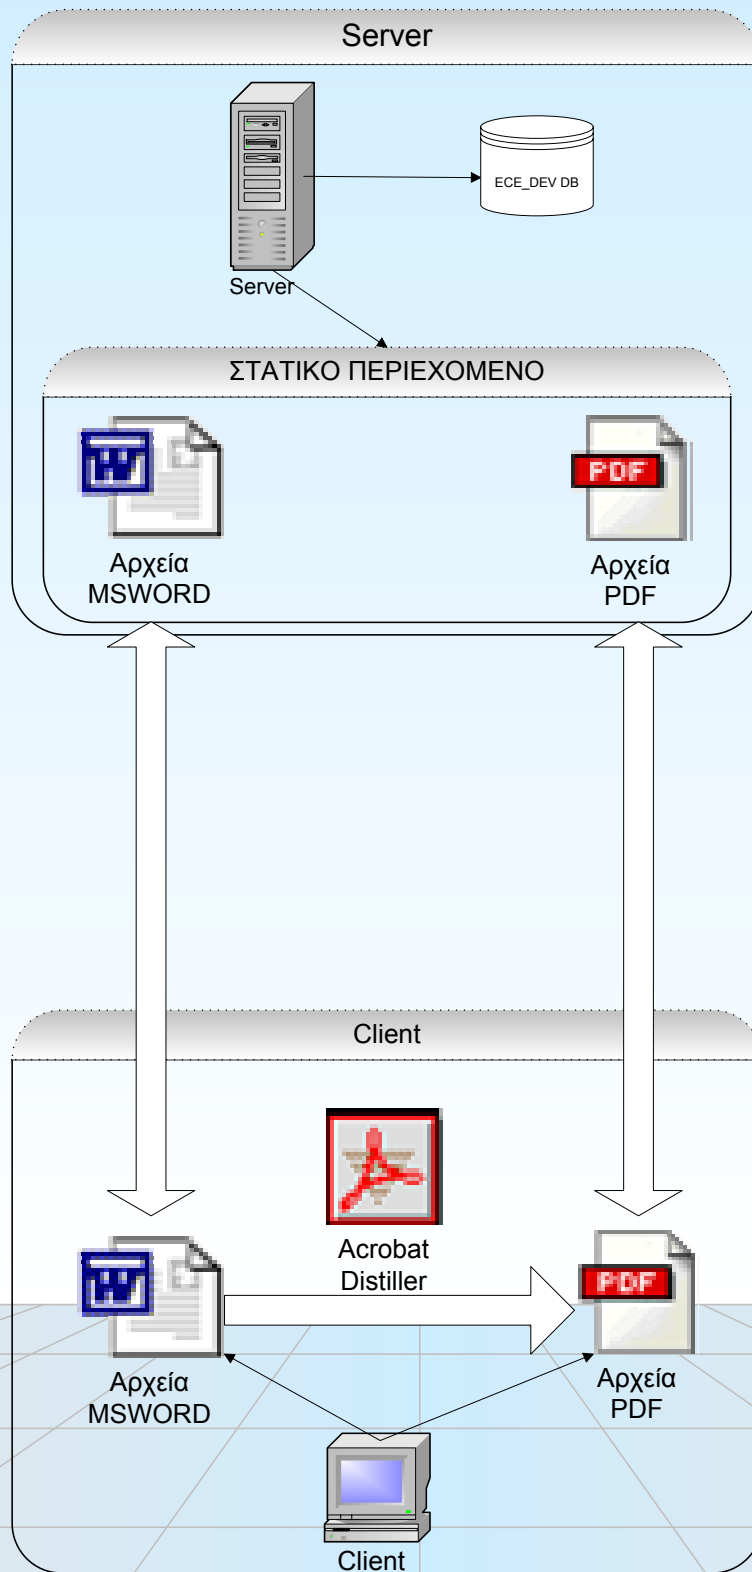 Server
ECE_DEV DB
Server
ΣΤΑΤΙΚΟ ΠΕΡΙΕΧΟΜΕΝΟ
W
PDF
Αρχεία
MSWORD
Αρχεία
PDF
Client
Acrobat
Distiller
W
PDF
Αρχεία
MSWORD
Αρχεία
PDF
Client